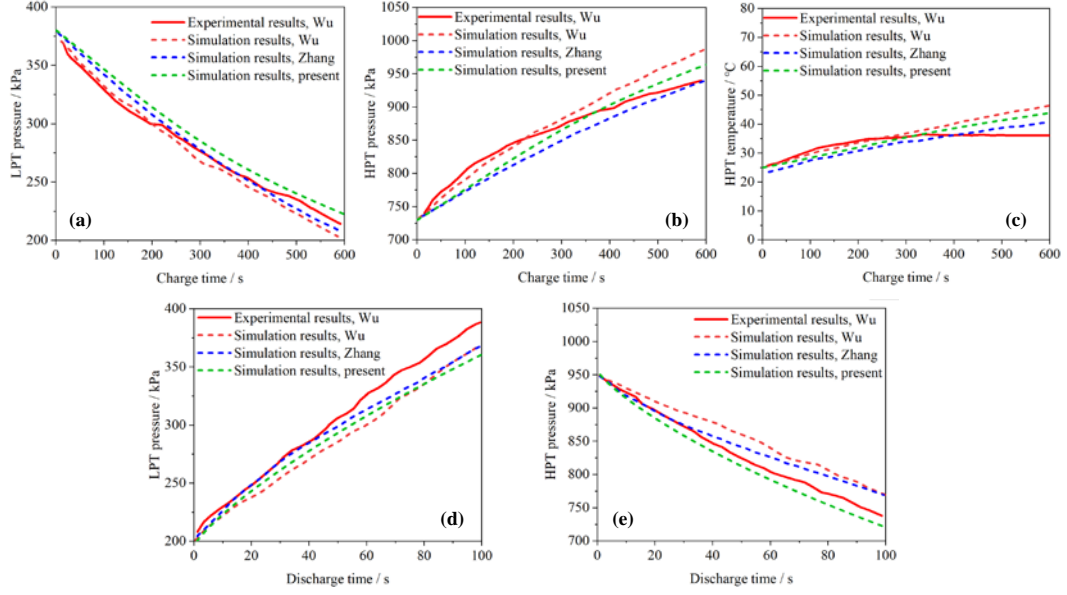 400
350
300
250
200
LPT pressure / kPa
Experimental results, Wu
Simulation results, Wu
Simulation results, Zhang
Simulation results, present
(a)
0 100 200 300 400 500 600
Charge time / s
1050
1000
950
900
850
800
750
700
HPT pressure / kPa
Experimental results, Wu
Simulation results, Wu
Simulation results, Zhang
Simulation results, present
(b)
0 100 200 300 400 500 600
Charge time / s
80
70
60
50
40
30
20
10
0
HPT temperature / °C
Experimental results, Wu
Simulation results, Wu
Simulation results, Zhang
Simulation results, present
(c)
0 100 200 300 400 500 600
Charge time / s
400
350
300
250
200
LPT pressure / kPa
Experimental results, Wu
Simulation results, Wu
Simulation results, Zhang
Simulation results, present
(d)
0 20 40 60 80 100
Discharge time / s
1050
1000
950
900
850
800
750
700
HPT pressure / kPa
Experimental results, Wu
Simulation results, Wu
Simulation results, Zhang
Simulation results, present
(e)
0 20 40 60 80 100
Discharge time / s